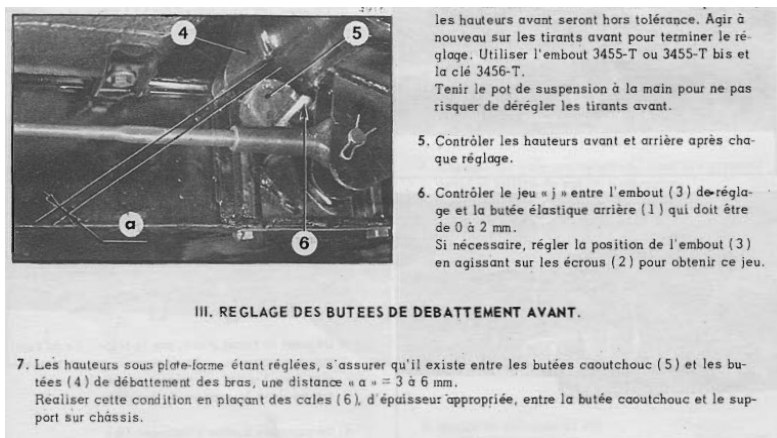 4
5
a
6
les hauteurs avant seront hors tolérance. Agir à
nouveau sur les tirants avant pour terminer le ré-
glage. Utiliser l'embout 3455-T ou 3455-T bis et
la clé 3456-T.
Tenir le pot de suspension à la main pour ne pas
risquer de dérégler les tirants avant.
5. Contrôler les hauteurs avant et arrière après cha-
que réglage.
6. Contrôler le jeu « j » entre l'embout (3) de régla-
ge et la butée élastique arrière (1) qui doit être
de 0 à 2 mm.
Si nécessaire, régler la position de l'embout (3)
en agissant sur les écrous (2) pour obtenir ce jeu.
III. REGLAGE DES BUTEES DE DEBATTEMENT AVANT.
7. Les hauteurs sous plate-forme étant réglées, s'assurer qu'il existe entre les butées caoutchouc (5) et les bu-
tées (4) de débattement des bras, une distance « a » = 3 à 6 mm.
Réaliser cette condition en plaçant des cales (6), d'épaisseur appropriée, entre la butée caoutchouc et le sup-
port sur châssis.